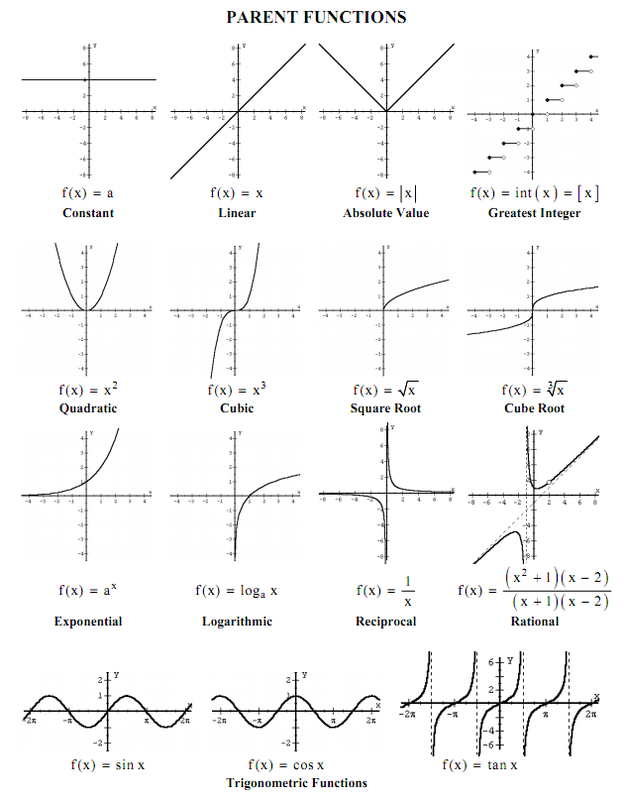 PARENT FUNCTIONS
f(x) = a
f(x) = x
f(x) = |x|
f(x) = int(x) = [x]
Constant
Linear
Absolute Value
Greatest Integer
f(x) = x²
f(x) = x³
f(x) = √x
f(x) = ∛x
Quadratic
Cubic
Square Root
Cube Root
f(x) = aˣ
f(x) = logₐ x
f(x) = 1/x
f(x) = (x² + 1)(x − 2) / (x + 1)(x − 2)
Exponential
Logarithmic
Reciprocal
Rational
f(x) = sin x
f(x) = cos x
f(x) = tan x
Trigonometric Functions